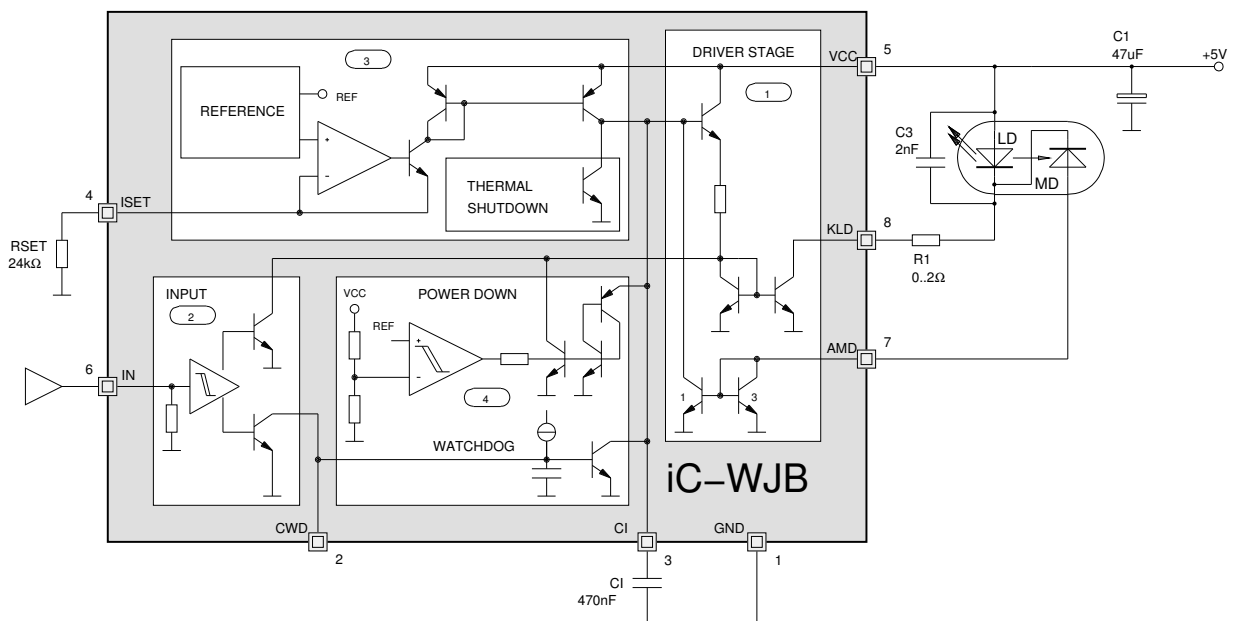 C1
47uF
+5V
DRIVER STAGE
VCC
5
3
1
REFERENCE
REF
+
-
THERMAL
SHUTDOWN
C3
2nF
LD
MD
4
ISET
RSET
24kΩ
KLD
8
R1
0..2Ω
INPUT
2
POWER DOWN
VCC
REF
+
-
4
AMD
7
6
IN
1
3
WATCHDOG
iC-WJB
CWD
2
CI
3
GND
1
CI
470nF